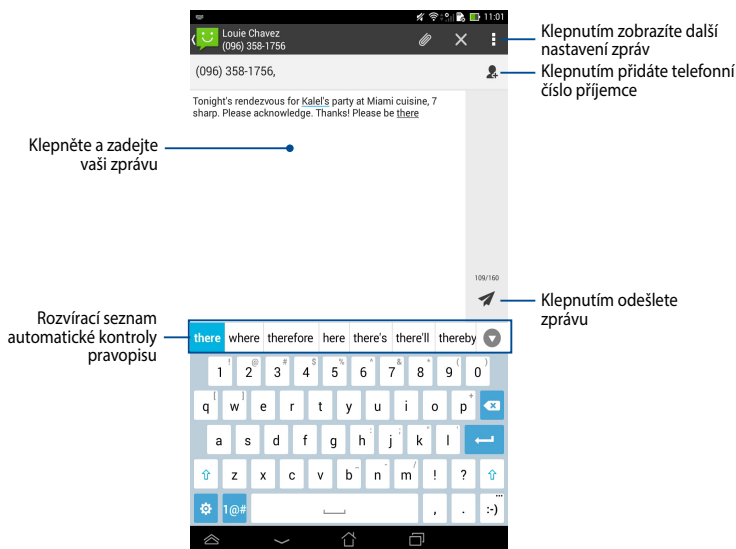 11:01
Louie Chavez
(096) 358-1756
(096) 358-1756,
Tonight's rendezvous for Kalel's party at Miami cuisine, 7
sharp. Please acknowledge. Thanks! Please be there
109/160
Klepnutím zobrazíte další
nastavení zpráv
Klepnutím přidáte telefonní
číslo příjemce
Klepněte a zadejte
vaši zprávu
Klepnutím odešlete
zprávu
Rozvírací seznam
automatické kontroly
pravopisu
there where therefore here there's there'll thereby
1 ! 2 @ 3 # 4 $ 5 % 6 ^ 7 & 8 * 9 ( 0 )
q [ w ] e r t y u i o p +
a s d f g h : j ; k " l '
z x c v b ~ n - m / ! ?
1@# , . :-) ...